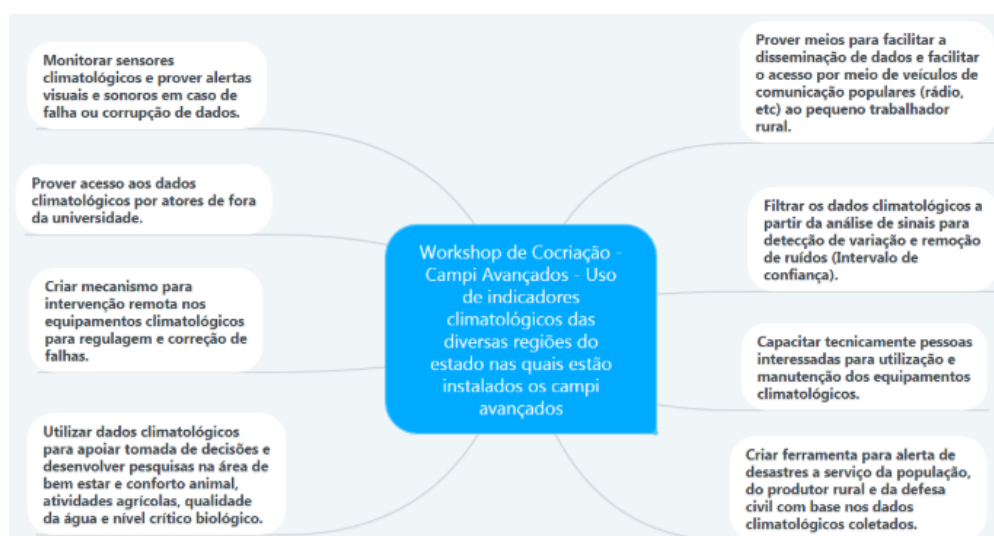 Monitorar sensores
climatológicos e prover alertas
visuais e sonoros em caso de
falha ou corrupção de dados.
Prover acesso aos dados
climatológicos por atores de fora
da universidade.
Criar mecanismo para
intervenção remota nos
equipamentos climatológicos
para regulagem e correção de
falhas.
Utilizar dados climatológicos
para apoiar tomada de decisões e
desenvolver pesquisas na área de
bem estar e conforto animal,
atividades agrícolas, qualidade
da água e nível crítico biológico.
Workshop de Cocriação -
Campi Avançados - Uso
de indicadores
climatológicos das
diversas regiões do
estado nas quais estão
instalados os campi
avançados
Prover meios para facilitar a
disseminação de dados e facilitar
o acesso por meio de veículos de
comunicação populares (rádio,
etc) ao pequeno trabalhador
rural.
Filtrar os dados climatológicos a
partir da análise de sinais para
detecção de variação e remoção
de ruídos (Intervalo de
confiança).
Capacitar tecnicamente pessoas
interessadas para utilização e
manutenção dos equipamentos
climatológicos.
Criar ferramenta para alerta de
desastres a serviço da população,
do produtor rural e da defesa
civil com base nos dados
climatológicos coletados.